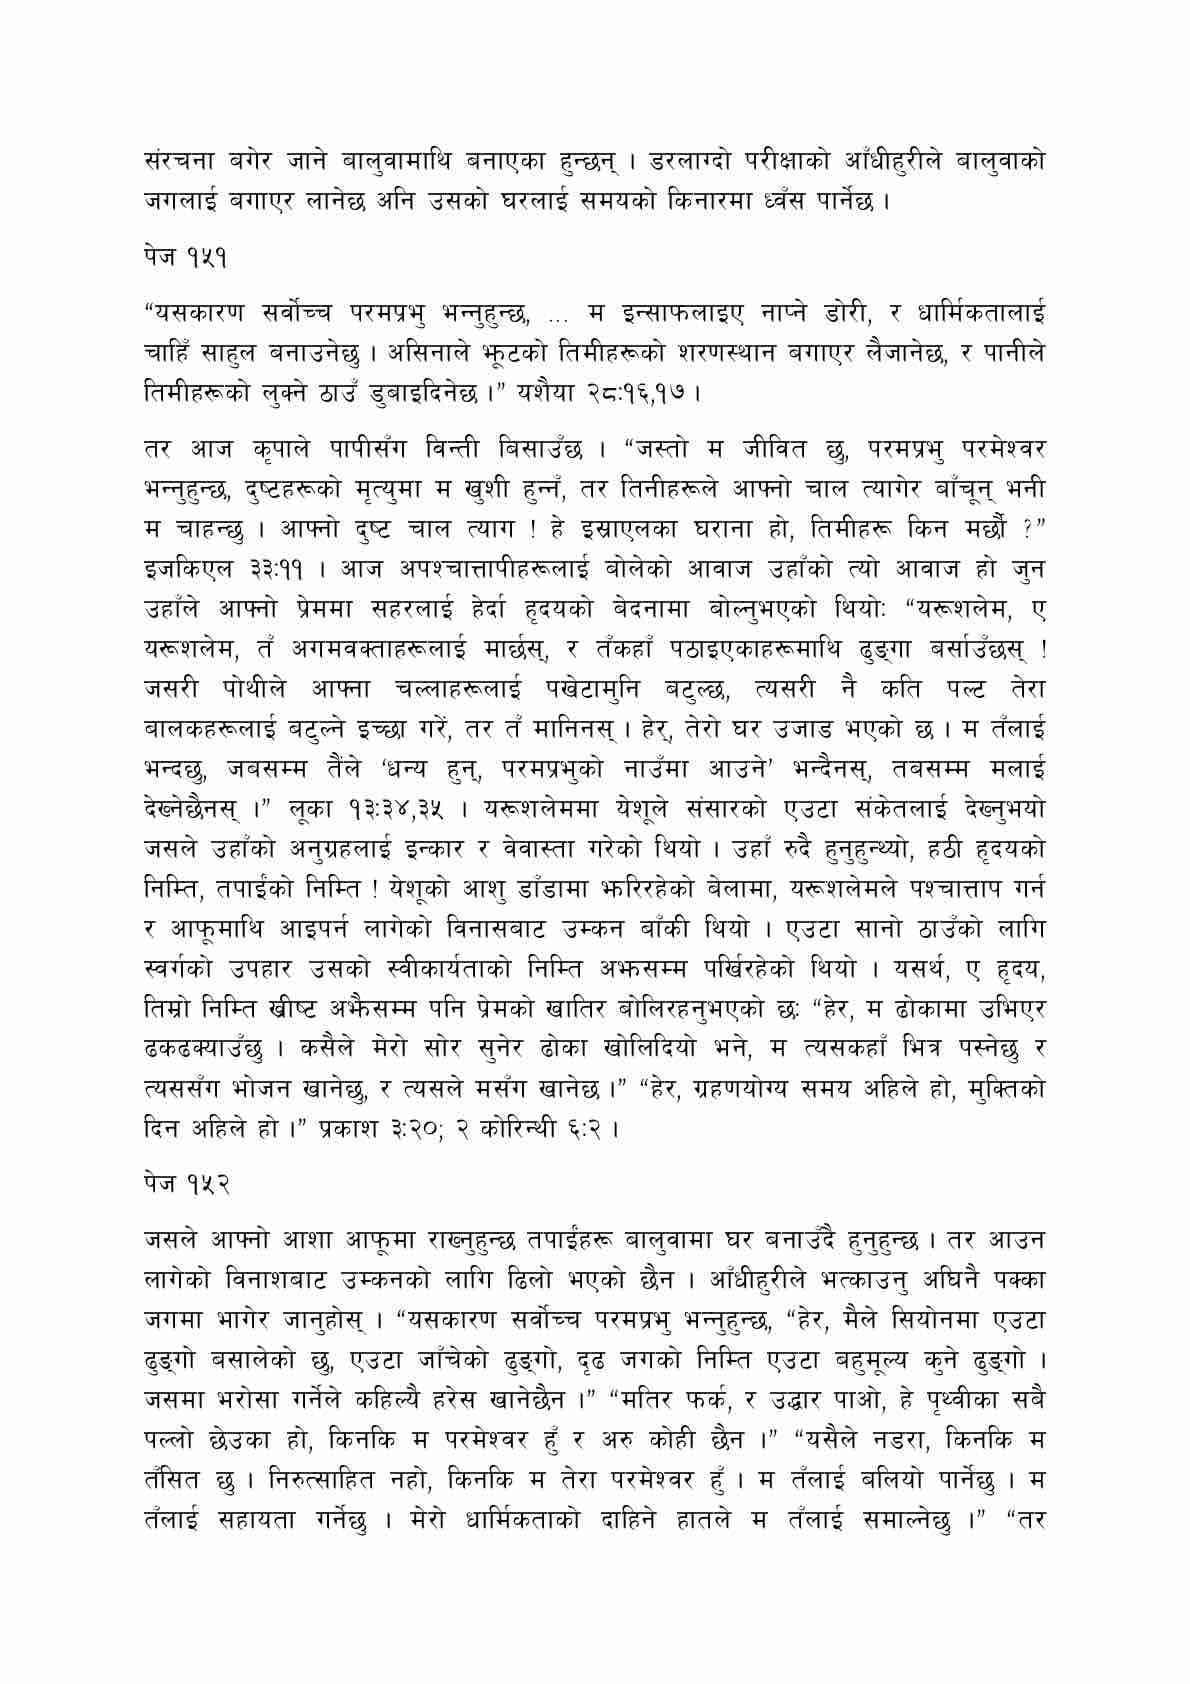 संरचना बगेर जाने बालुवामाथि बनाएका हुन्छन् । डरलाग्दो परीक्षाको आँधीहुरीले बालुवाको
जगलाई बगाएर लानेछ अनि उसको घरलाई समयको किनारमा ध्वँस पार्नेछ ।
पेज १५१
“यसकारण सर्वोच्च परमप्रभु भन्नुहुन्छ, ... म इन्साफलाइए नाप्ने डोरी, र धार्मिकतालाई
चाहिँ साहुल बनाउनेछु । असिनाले झूटको तिमीहरूको शरणस्थान बगाएर लैजानेछ, र पानीले
तिमीहरूको लुक्ने ठाउँ डुबाइदिनेछ ।” यशैया २८:१६,१७ ।
तर आज कृपाले पापीसँग विन्ती बिसाउँछ । “जस्तो म जीवित छु, परमप्रभु परमेश्वर
भन्नुहुन्छ, दुष्टहरूको मृत्युमा म खुशी हुन्नँ, तर तिनीहरूले आफ्नो चाल त्यागेर बाँचून् भनी
म चाहन्छु । आफ्नो दुष्ट चाल त्याग ! हे इस्राएलका घराना हो, तिमीहरू किन मर्छौ ?”
इजकिएल ३३:११ । आज अपश्चात्तापीहरूलाई बोलेको आवाज उहाँको त्यो आवाज हो जुन
उहाँले आफ्नो प्रेममा सहरलाई हेर्दा हृदयको बेदनामा बोल्नुभएको थियो: “यरूशलेम, ए
यरूशलेम, तँ अगमवक्ताहरूलाई मार्छस्, र तँकहाँ पठाइएकाहरूमाथि ढुङ्गा बर्साउँछस् !
जसरी पोथीले आफ्ना चल्लाहरूलाई पखेटामुनि बटुल्छ, त्यसरी नै कति पल्ट तेरा
बालकहरूलाई बटुल्ने इच्छा गरें, तर तँ मानिनस् । हेर्, तेरो घर उजाड भएको छ । म तँलाई
भन्दछु, जबसम्म तैंले ‘धन्य हुन्, परमप्रभुको नाउँमा आउने’ भन्दैनस्, तबसम्म मलाई
देख्नेछैनस् ।” लूका १३:३४,३५ । यरूशलेममा येशूले संसारको एउटा संकेतलाई देख्नुभयो
जसले उहाँको अनुग्रहलाई इन्कार र वेवास्ता गरेको थियो । उहाँ रुदै हुनुहुन्थ्यो, हठी हृदयको
निम्ति, तपाईंको निम्ति ! येशूको आशु डाँडामा झरिरहेको बेलामा, यरूशलेमले पश्चात्ताप गर्न
र आफूमाथि आइपर्न लागेको विनासबाट उम्कन बाँकी थियो । एउटा सानो ठाउँको लागि
स्वर्गको उपहार उसको स्वीकार्यताको निम्ति अझसम्म पर्खिरहेको थियो । यसर्थ, ए हृदय,
तिम्रो निम्ति ख्रीष्ट अझैसम्म पनि प्रेमको खातिर बोलिरहनुभएको छ: “हेर, म ढोकामा उभिएर
ढकढक्याउँछु । कसैले मेरो सोर सुनेर ढोका खोलिदियो भने, म त्यसकहाँ भित्र पस्नेछु र
त्यससँग भोजन खानेछु, र त्यसले मसँग खानेछ ।” “हेर, ग्रहणयोग्य समय अहिले हो, मुक्तिको
दिन अहिले हो ।” प्रकाश ३:२०; २ कोरिन्थी ६:२ ।
पेज १५२
जसले आफ्नो आशा आफूमा राख्नुहुन्छ तपाईंहरू बालुवामा घर बनाउँदै हुनुहुन्छ । तर आउन
लागेको विनाशबाट उम्कनको लागि ढिलो भएको छैन । आँधीहुरीले भत्काउनु अघिनै पक्का
जगमा भागेर जानुहोस् । “यसकारण सर्वोच्च परमप्रभु भन्नुहुन्छ, “हेर, मैले सियोनमा एउटा
ढुङ्गो बसालेको छु, एउटा जाँचेको ढुङ्गो, दृढ जगको निम्ति एउटा बहुमूल्य कुने ढुङ्गो ।
जसमा भरोसा गर्नेले कहिल्यै हरेस खानेछैन ।” “मतिर फर्क, र उद्धार पाओ, हे पृथ्वीका सबै
पल्लो छेउका हो, किनकि म परमेश्वर हुँ र अरु कोही छैन ।” “यसैले नडरा, किनकि म
तँसित छु । निरुत्साहित नहो, किनकि म तेरा परमेश्वर हुँ । म तँलाई बलियो पार्नेछु । म
तँलाई सहायता गर्नेछु । मेरो धार्मिकताको दाहिने हातले म तँलाई समाल्नेछु ।” “तर